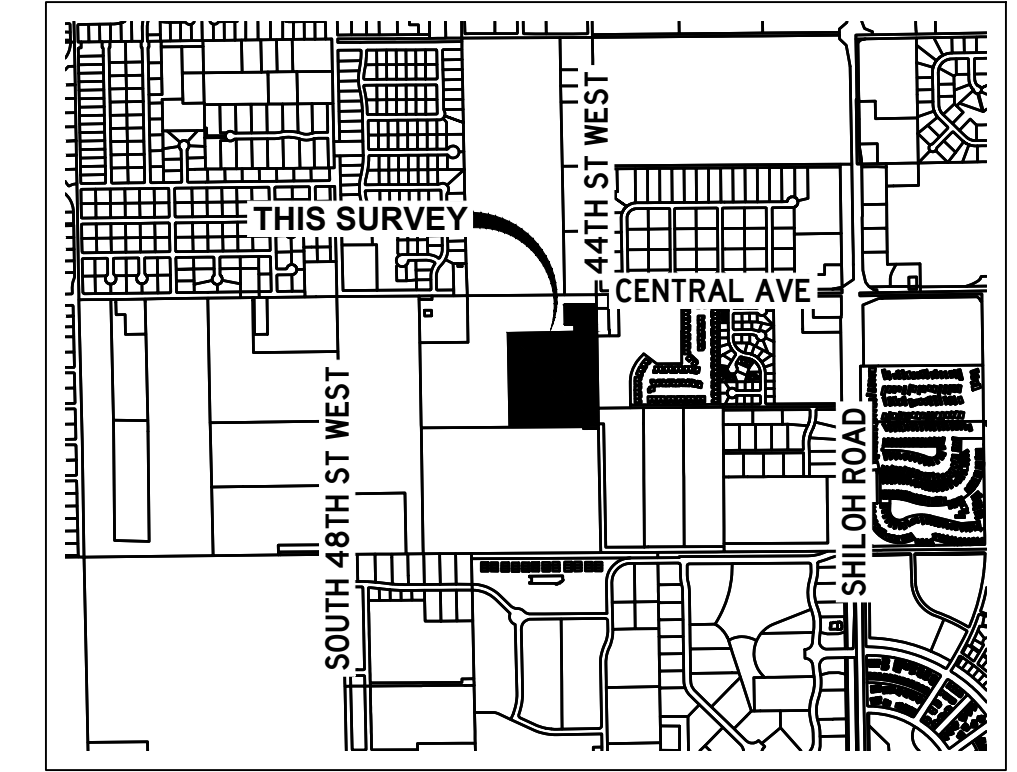 44TH ST WEST
THIS SURVEY
CENTRAL AVE
SOUTH 48TH ST WEST
SHILOH ROAD